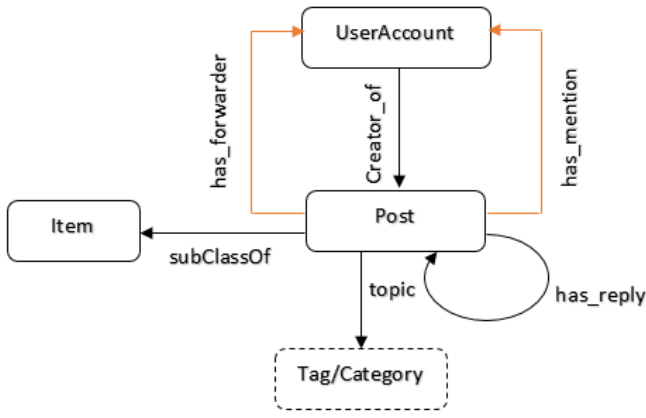 UserAccount
has_forwarder
Creator_of
has_mention
Item
Post
subClassOf
topic
has_reply
Tag/Category